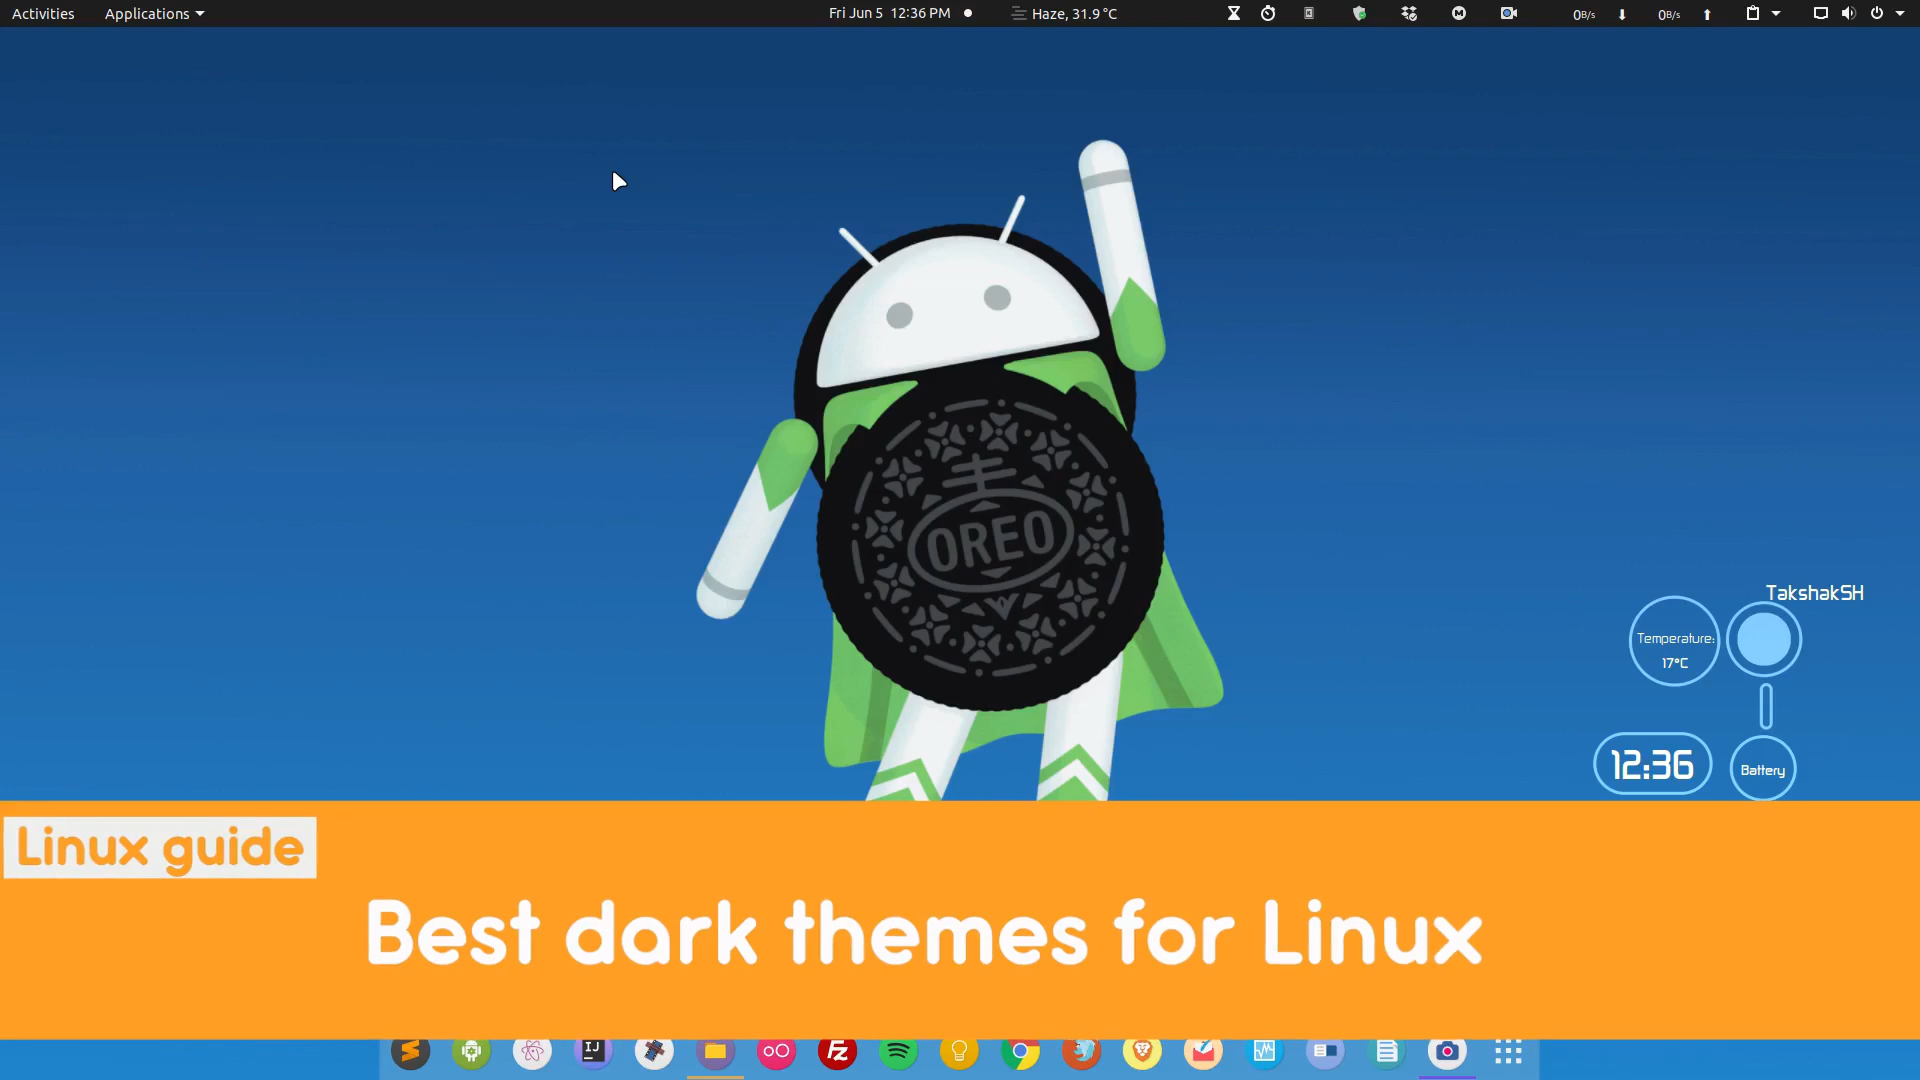 Activities Applications Fri Jun 5 12:36 PM Haze, 31.9 °C 0B/s 0B/s
OREO
TakshakSH
Temperature:
17°C
12:36 Battery
Linux guide
Best dark themes for Linux